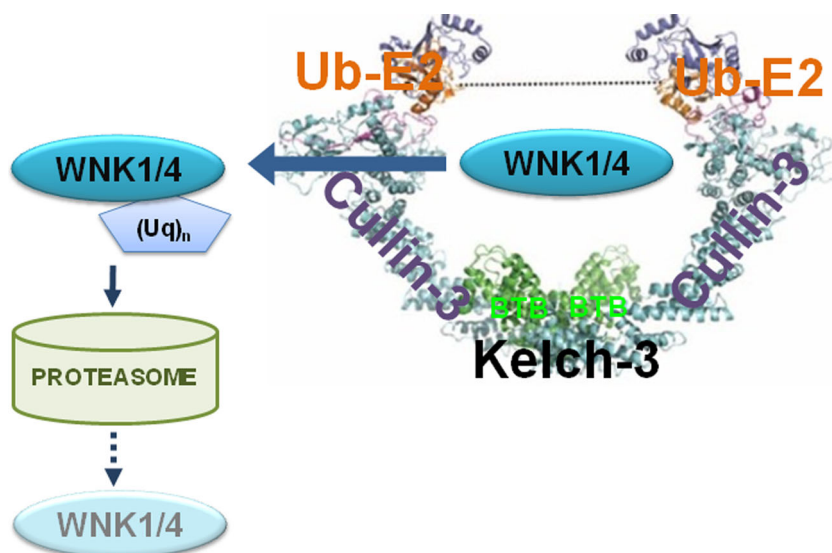 Ub-E2
Ub-E2
WNK1/4
WNK1/4
(Uq)n
Cullin-3
Cullin-3
BTB
BTB
Kelch-3
PROTEASOME
WNK1/4